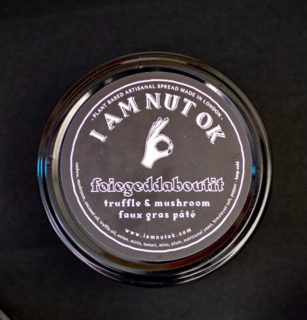 • PLANT BASED ARTISANAL SPREAD MADE IN LONDON •
I AM NUT OK
foiegeddaboutit
truffle & mushroom
faux gras pâté
www.iamnutok.com